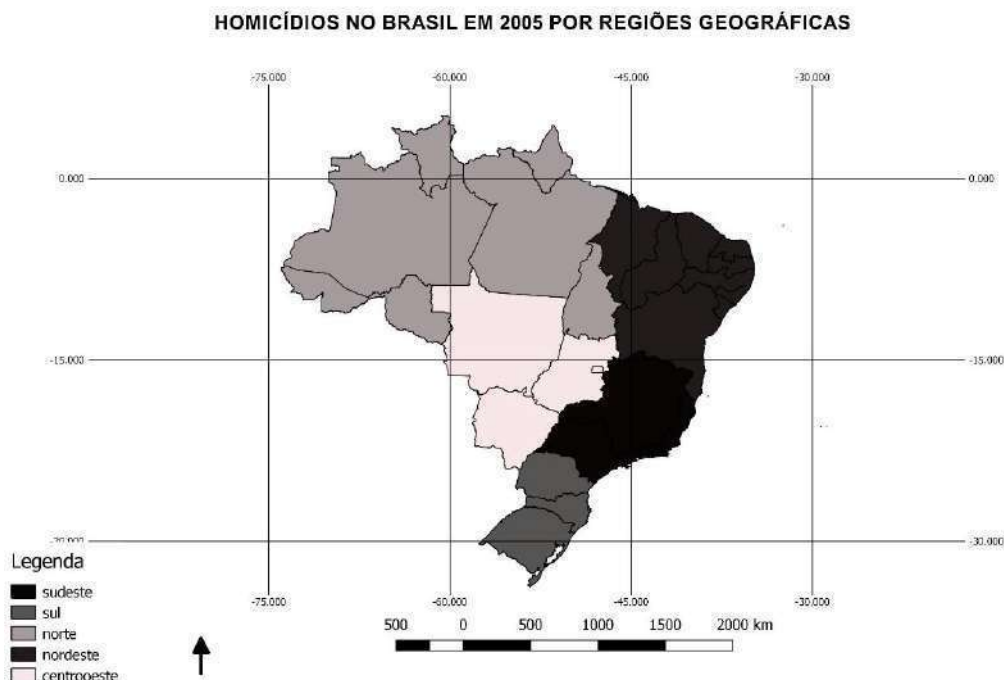 HOMICÍDIOS NO BRASIL EM 2005 POR REGIÕES GEOGRÁFICAS
-75.000 -60.000 -45.000 -30.000
0.000 0.000
-15.000 -15.000
-30.000
-75.000 -60.000 -45.000 -30.000
Legenda
sudeste
sul
norte
nordeste
centrooeste
500 0 500 1000 1500 2000 km